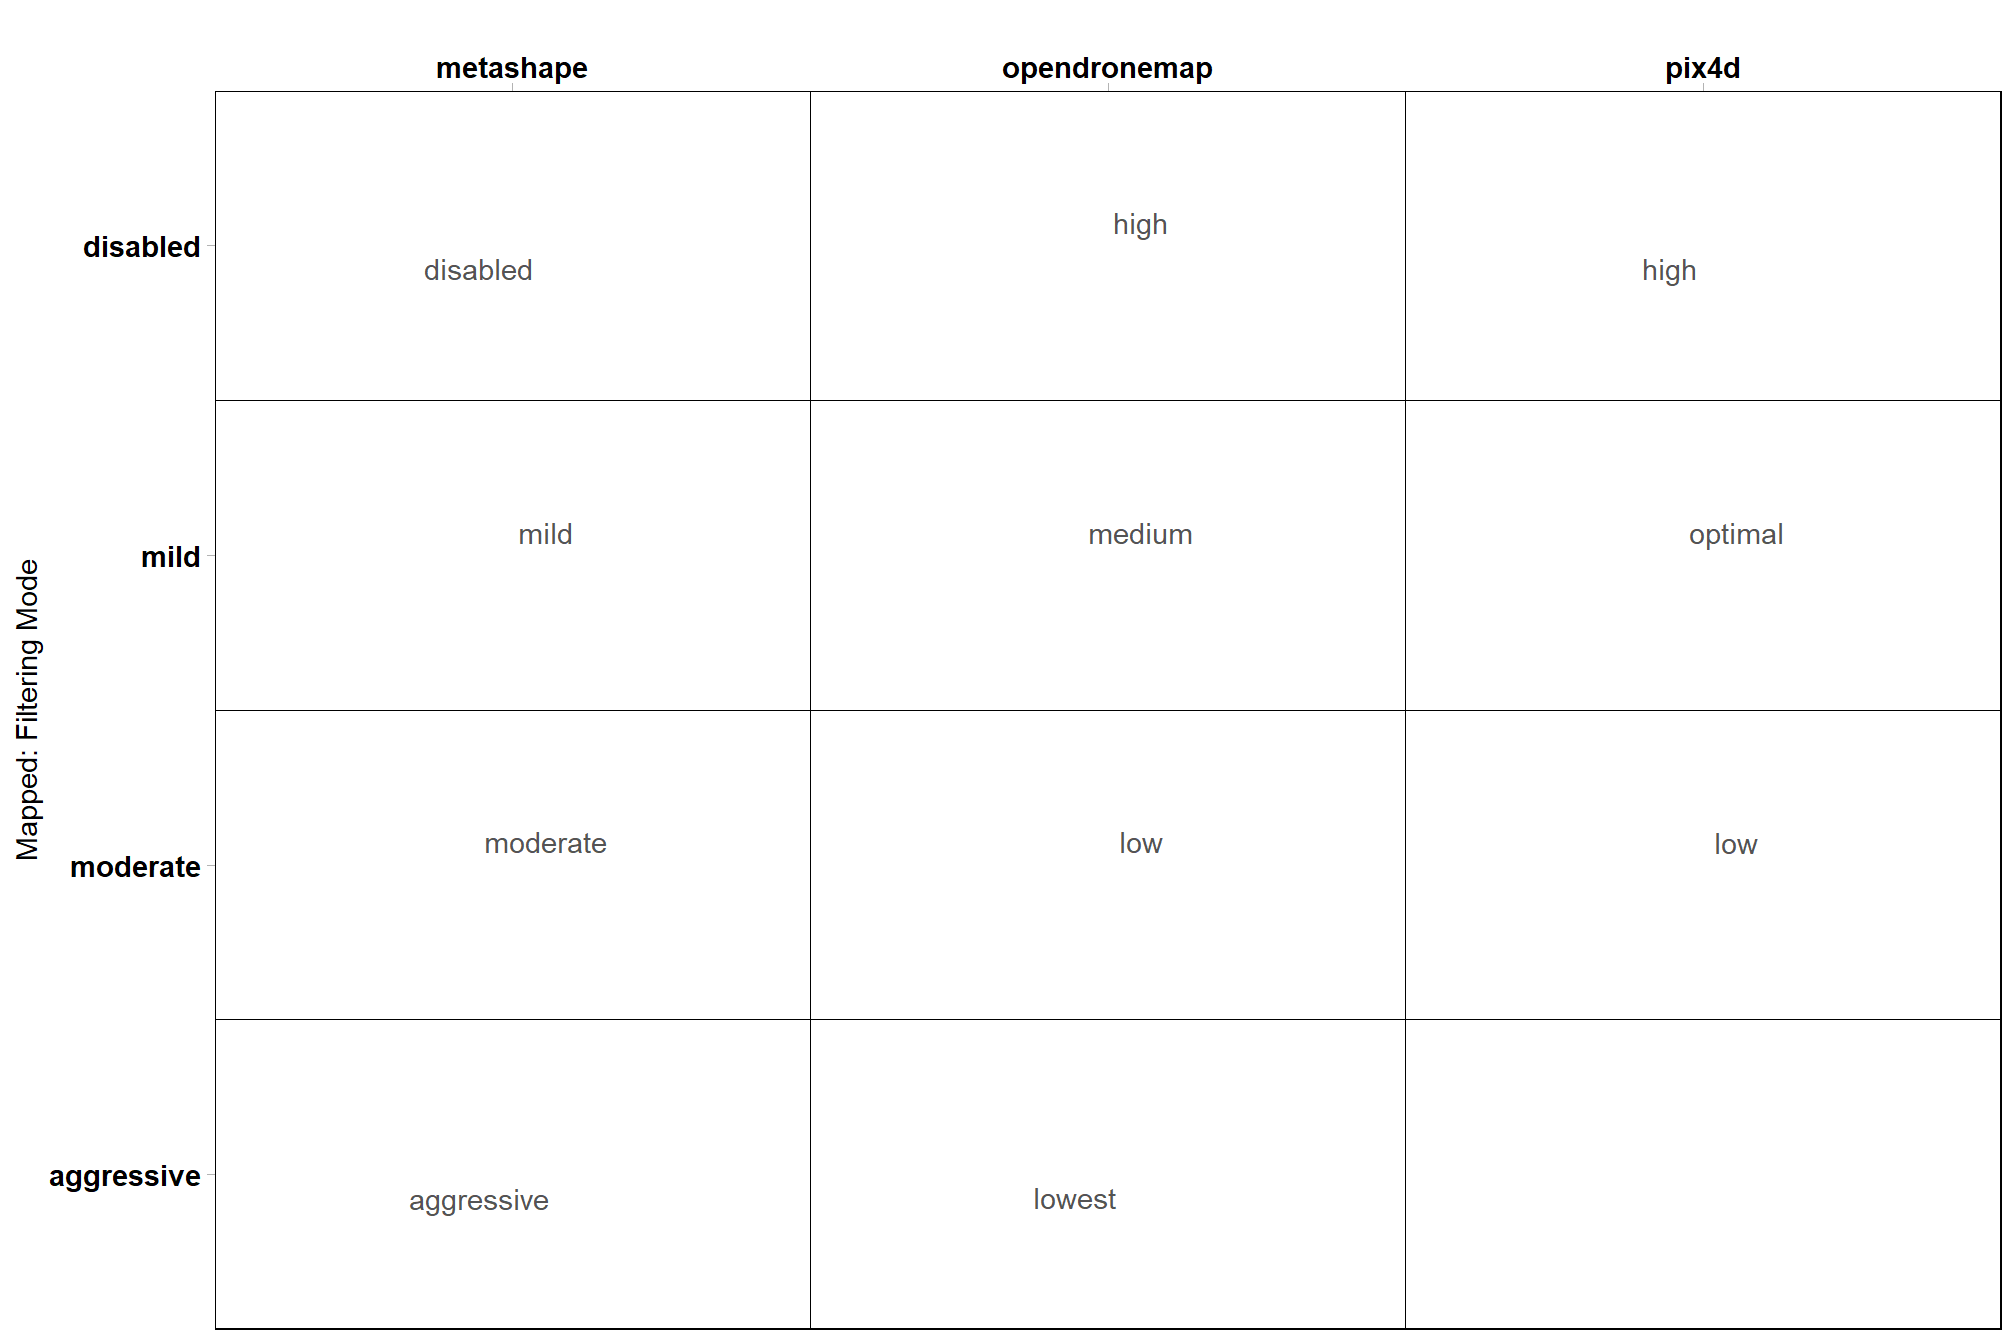 metashape opendronemap pix4d
disabled disabled high high
mild mild medium optimal
Mapped: Filtering Mode
moderate moderate low low
aggressive aggressive lowest